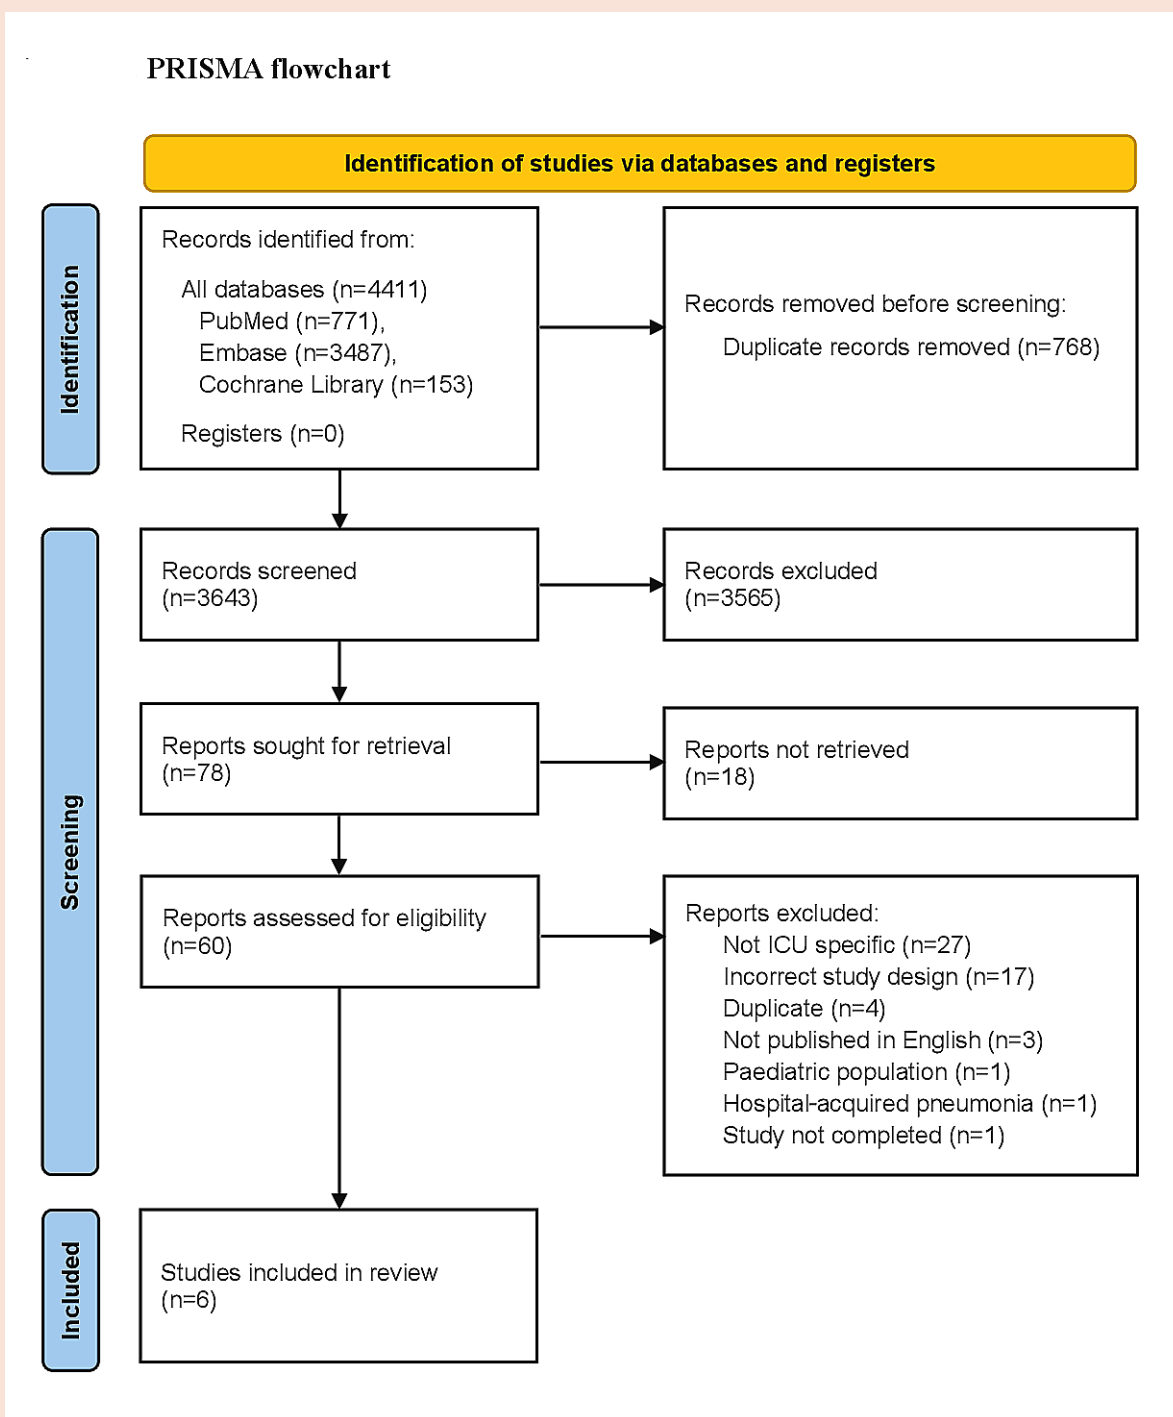 PRISMA flowchart
Identification of studies via databases and registers
Identification
Records identified from:
All databases (n=4411)
PubMed (n=771),
Embase (n=3487),
Cochrane Library (n=153)
Registers (n=0)
Records removed before screening:
Duplicate records removed (n=768)
Screening
Records screened
(n=3643)
Records excluded
(n=3565)
Reports sought for retrieval
(n=78)
Reports not retrieved
(n=18)
Reports assessed for eligibility
(n=60)
Reports excluded:
Not ICU specific (n=27)
Incorrect study design (n=17)
Duplicate (n=4)
Not published in English (n=3)
Paediatric population (n=1)
Hospital-acquired pneumonia (n=1)
Study not completed (n=1)
Included
Studies included in review
(n=6)